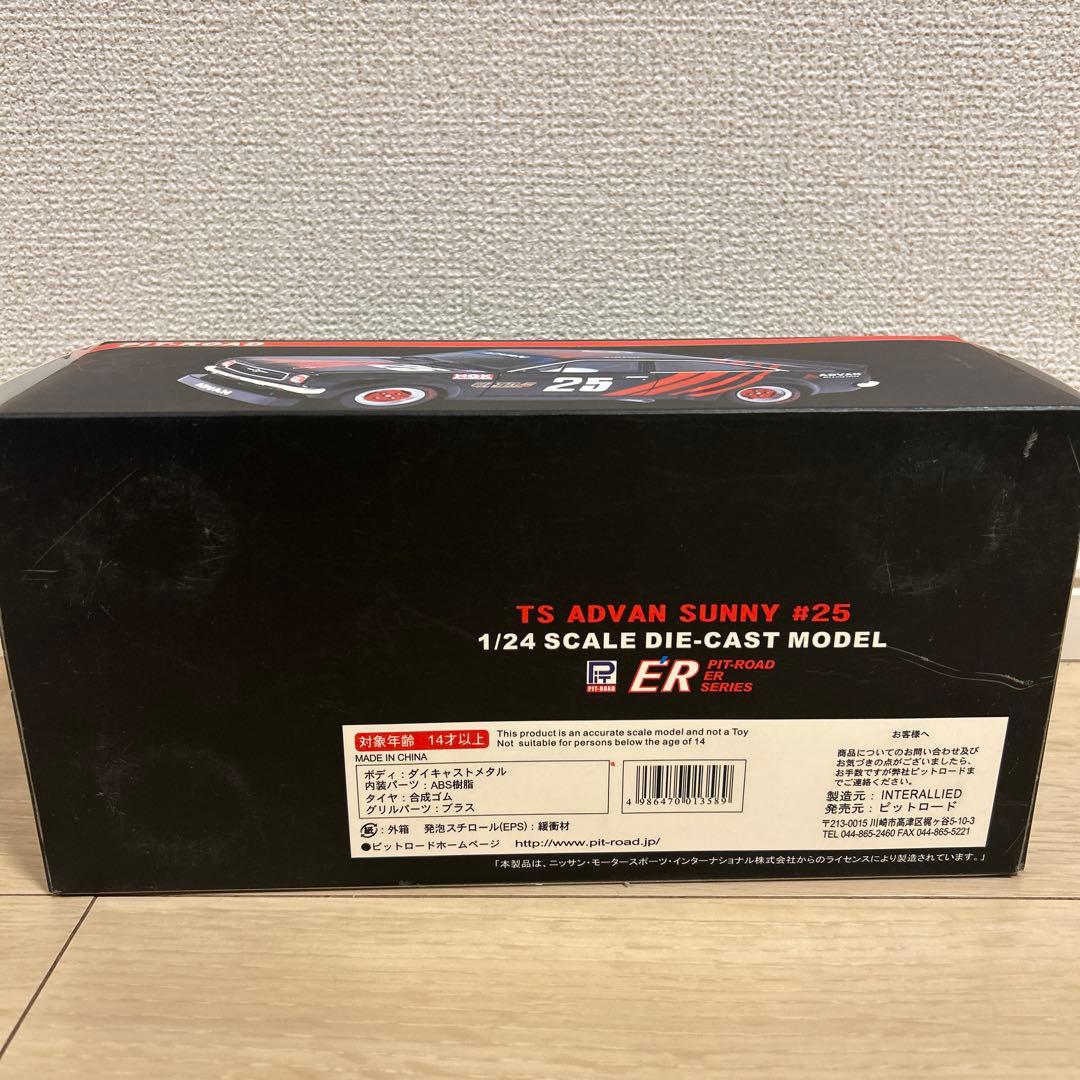 PIT-ROAD
ADVAN
NGK
25
ADVAN
TS ADVAN SUNNY #25
1/24 SCALE DIE-CAST MODEL
PIT
PIT-ROAD
E'R
PIT-ROAD
ER
SERIES
対象年齢 14才以上
This product is an accurate scale model and not a Toy
Not suitable for persons below the age of 14
MADE IN CHINA
ボディ:ダイキャストメタル
内装パーツ:ABS樹脂
タイヤ:合成ゴム
グリルパーツ:ブラス
紙:外箱 発泡スチロール(EPS):緩衝材
●ピットロードホームページ http://www.pit-road.jp/
4 986470 013589
お客様へ
商品についてのお問い合わせ及び
お気づきの点がございましたら、
お手数ですが弊社ピットロードま
でご連絡ください。
製造元:INTERALLIED
発売元:ピットロード
〒213-0015 川崎市高津区梶ヶ谷5-10-3
TEL 044-865-2460 FAX 044-865-5221
「本製品は、ニッサン・モータースポーツ・インターナショナル株式会社からのライセンスにより製造されています。」